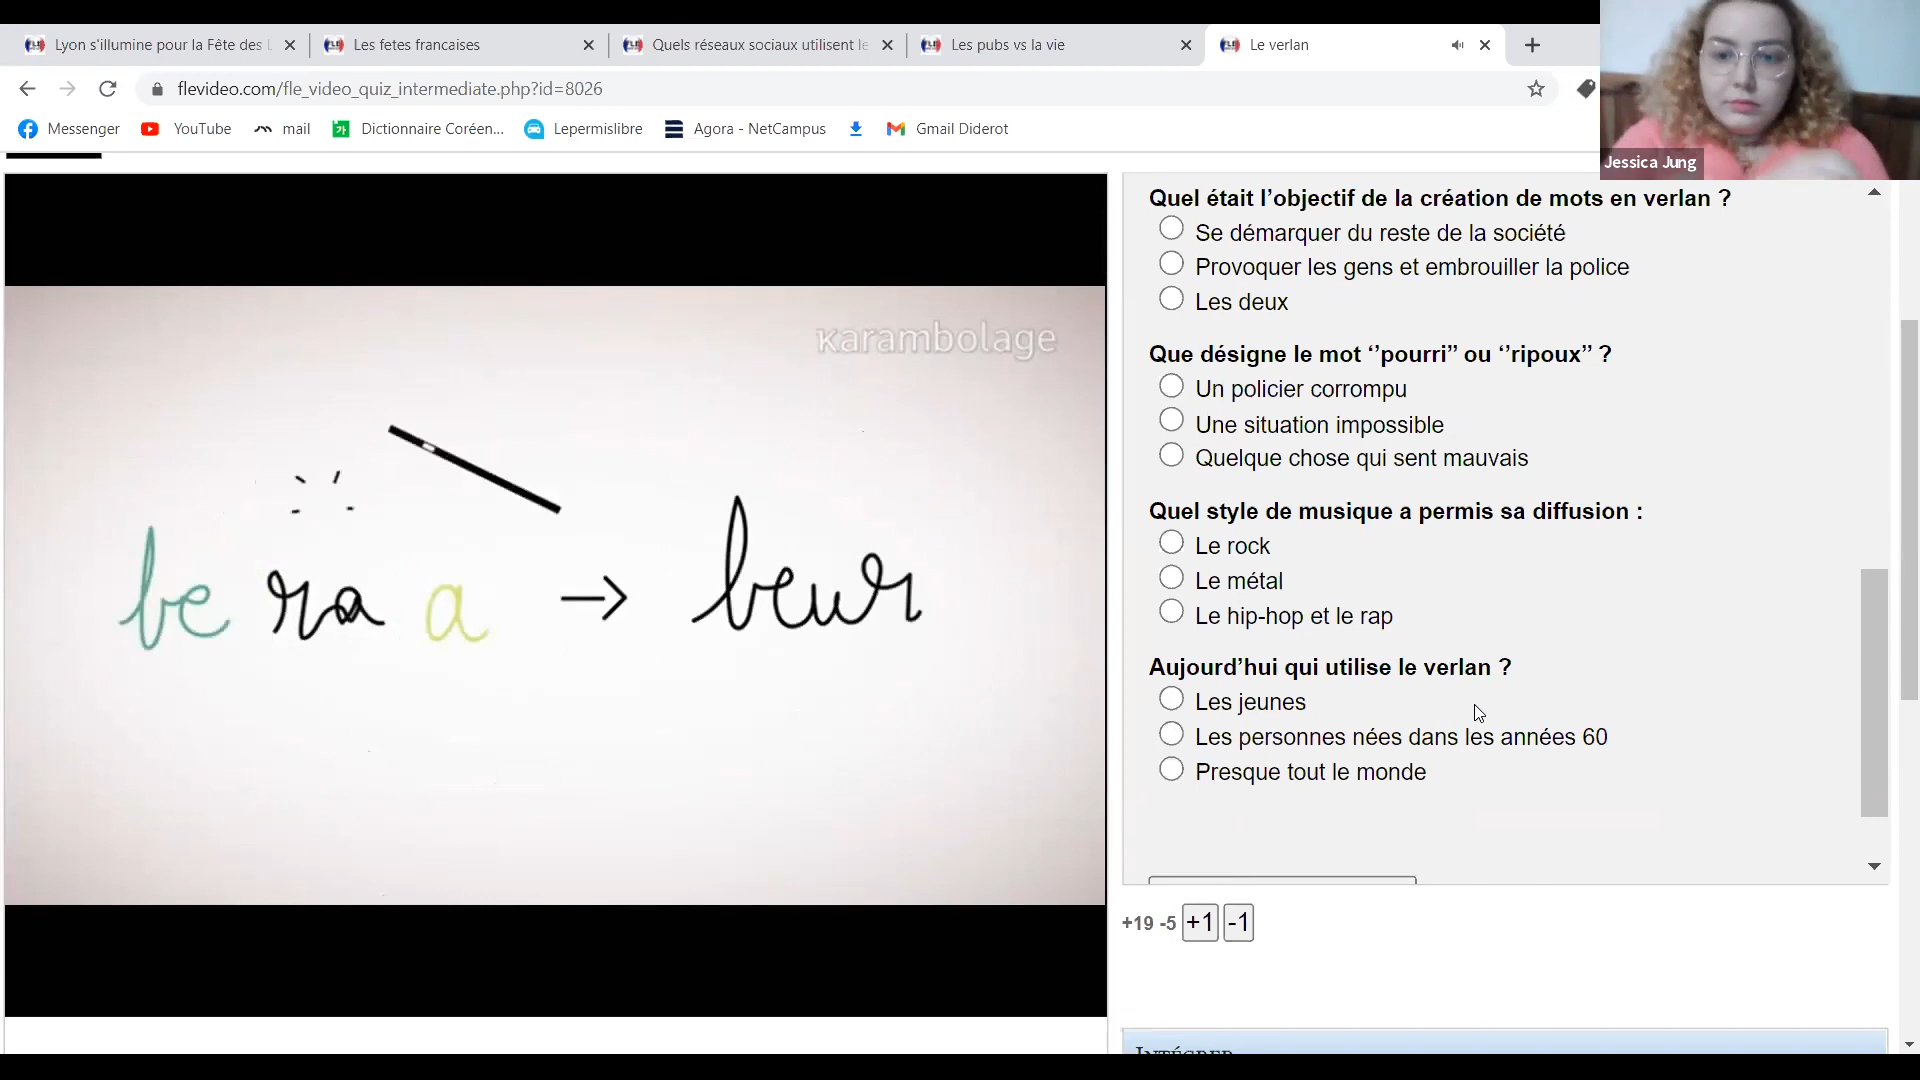 Lyon s'illumine pour la Fête des L
Les fetes francaises
Quels réseaux sociaux utilisent le
Les pubs vs la vie
Le verlan
flevideo.com/fle_video_quiz_intermediate.php?id=8026
Messenger
YouTube
mail
Dictionnaire Coréen...
Lepermislibre
Agora - NetCampus
Gmail Diderot
Jessica Jung
karambolage
be ra a → beur
Quel était l’objectif de la création de mots en verlan ?
Se démarquer du reste de la société
Provoquer les gens et embrouiller la police
Les deux
Que désigne le mot ‘’pourri’’ ou ‘’ripoux’’ ?
Un policier corrompu
Une situation impossible
Quelque chose qui sent mauvais
Quel style de musique a permis sa diffusion :
Le rock
Le métal
Le hip-hop et le rap
Aujourd’hui qui utilise le verlan ?
Les jeunes
Les personnes nées dans les années 60
Presque tout le monde
+19 -5 +1 -1
INTÉGRER